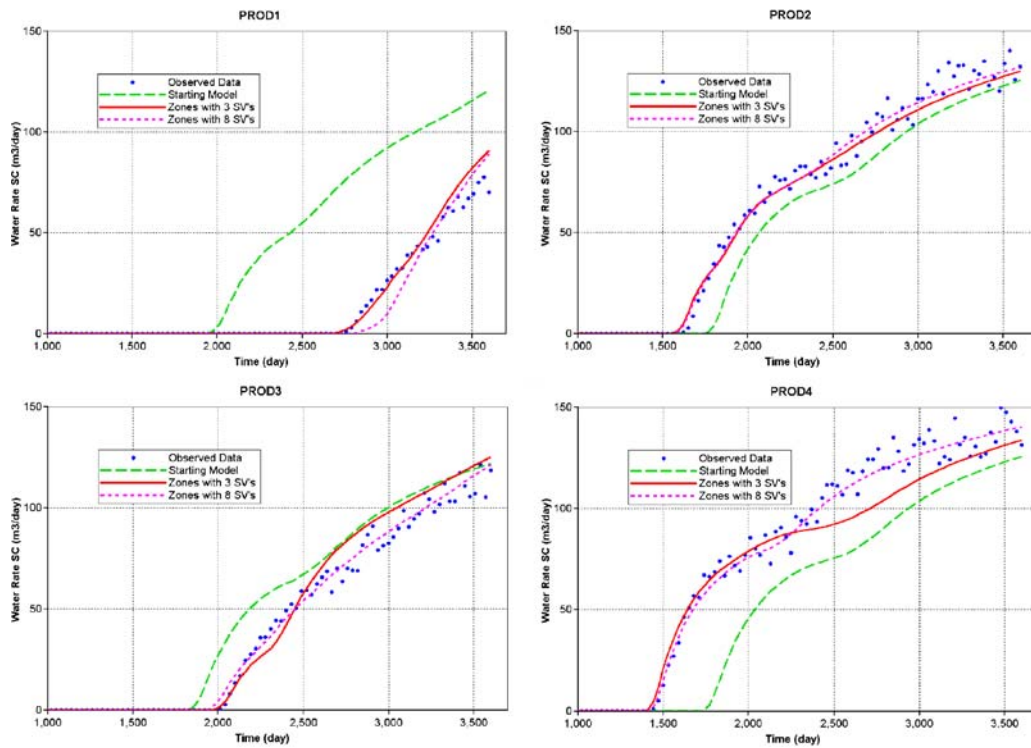 PROD1
150
100
50
0
Water Rate SC (m3/day)
Observed Data
Starting Model
Zones with 3 SV's
Zones with 8 SV's
1,000 1,500 2,000 2,500 3,000 3,500
Time (day)
PROD2
150
100
50
0
Water Rate SC (m3/day)
Observed Data
Starting Model
Zones with 3 SV's
Zones with 8 SV's
1,000 1,500 2,000 2,500 3,000 3,500
Time (day)
PROD3
150
100
50
0
Water Rate SC (m3/day)
Observed Data
Starting Model
Zones with 3 SV's
Zones with 8 SV's
1,000 1,500 2,000 2,500 3,000 3,500
Time (day)
PROD4
150
100
50
0
Water Rate SC (m3/day)
Observed Data
Starting Model
Zones with 3 SV's
Zones with 8 SV's
1,000 1,500 2,000 2,500 3,000 3,500
Time (day)